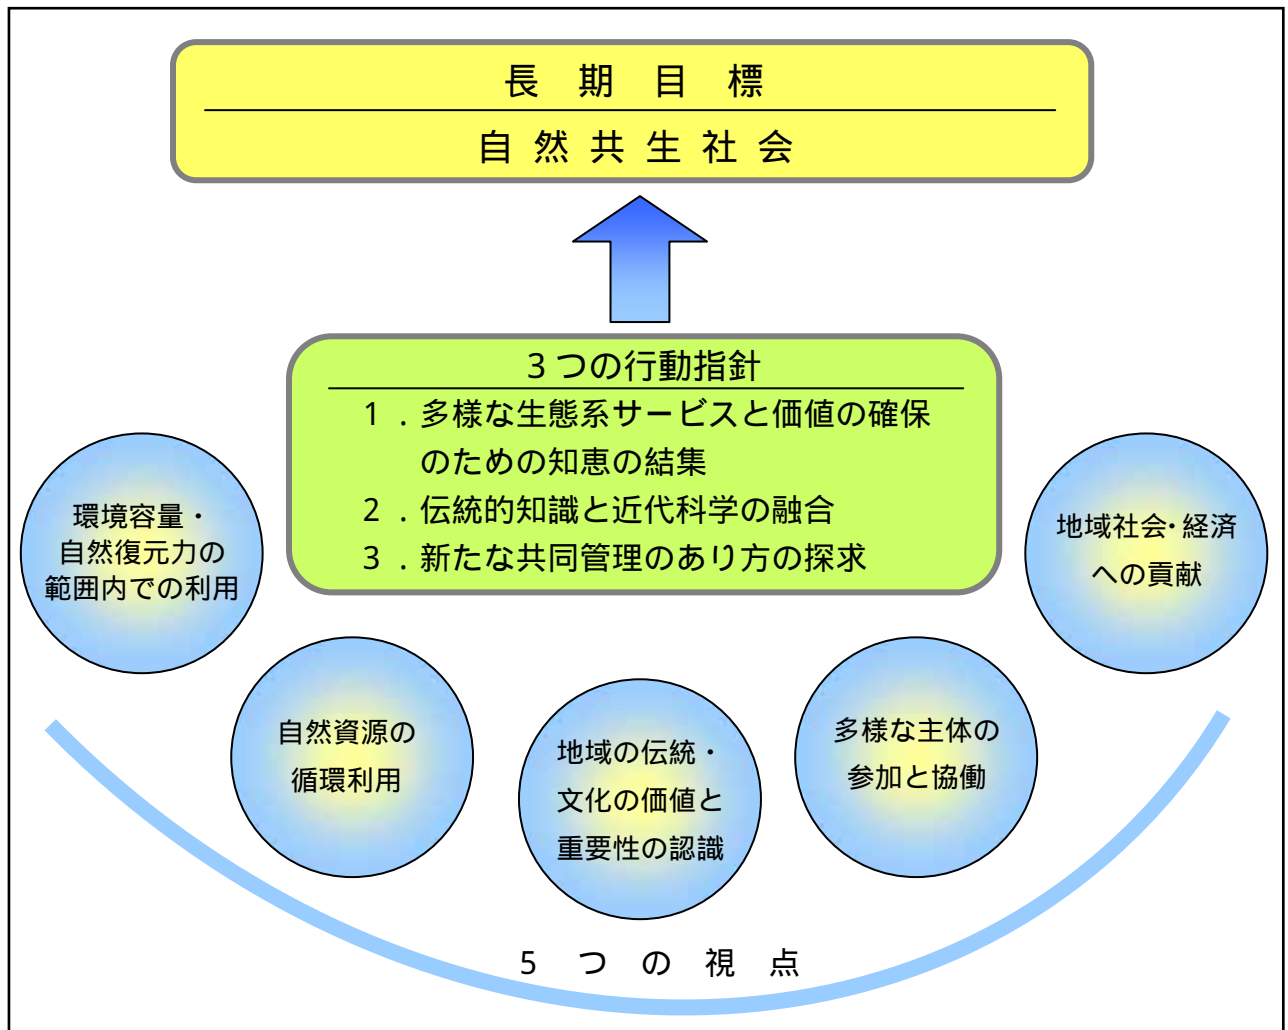 長期目標
自然共生社会
3つの行動指針
1.多様な生態系サービスと価値の確保
のための知恵の結集
2.伝統的知識と近代科学の融合
3.新たな共同管理のあり方の探求
環境容量・
自然復元力の
範囲内での利用
自然資源の
循環利用
地域の伝統・
文化の価値と
重要性の認識
多様な主体の
参加と協働
地域社会・経済
への貢献
5つの視点